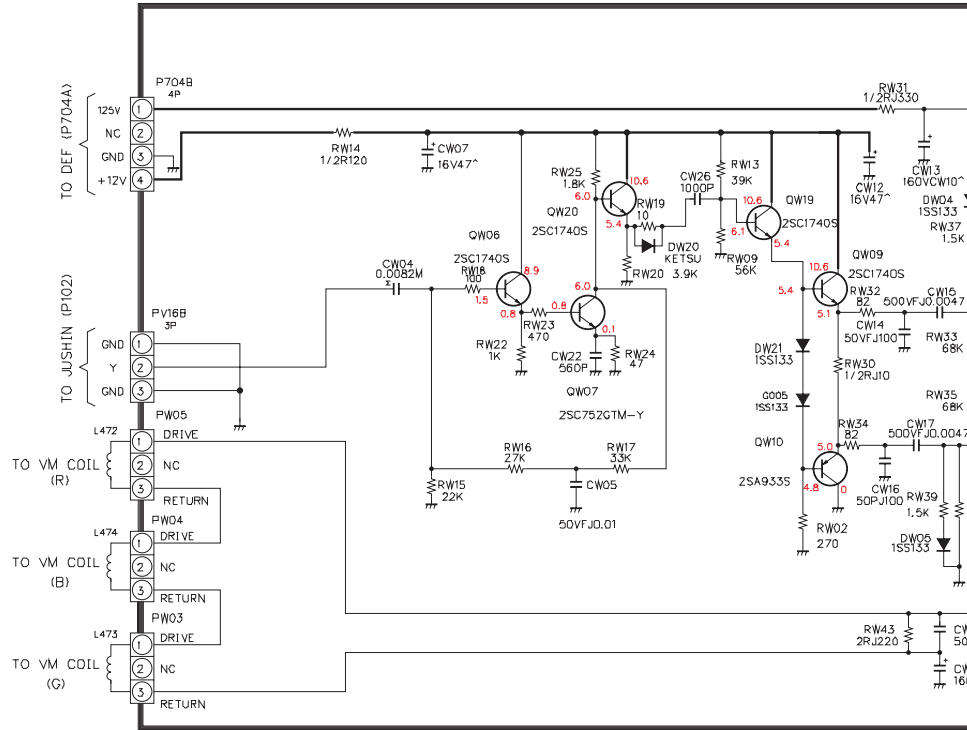 TO DEF (P704A)
P704B
4P
125V
1
NC
2
GND
3
+12V
4
RW14
1/2R120
CW07
16V47^
RW31
1/2RJ330
CW13
160VCW10^
DW04
1SS133
RW37
1.5K
CW12
16V47^
RW25
1.8K
6.0
10.6
QW20
2SC1740S
5.4
RW19
10
CW26
1000P
DW20
KETSU
RW20
3.9K
RW13
39K
RW09
56K
10.6
QW19
2SC1740S
6.1
5.4
QW06
2SC1740S
8.9
CW04
0.0082M
RW18
100
1.5
0.8
RW23
470
RW22
1K
6.0
0.8
0.1
CW22
560P
RW24
47
QW07
2SC752GTM-Y
QW09
2SC1740S
10.6
5.4
5.1
RW32
82
CW15
500VFJ0.0047
CW14
50VFJ100
RW33
68K
DW21
1SS133
RW30
1/2RJ10
G005
1SS133
RW35
68K
RW34
82
CW17
500VFJ0.0047
QW10
2SA933S
5.0
4.8
0
CW16
50PJ100
RW39
1.5K
DW05
1SS133
RW02
270
TO JUSHIN (P102)
PV16B
3P
GND
1
Y
2
GND
3
RW16
27K
RW17
33K
RW15
22K
CW05
50VFJ0.01
PW05
L472
1
DRIVE
TO VM COIL
(R)
2
NC
3
RETURN
PW04
L474
1
DRIVE
TO VM COIL
(B)
2
NC
3
RETURN
PW03
L473
1
DRIVE
TO VM COIL
(G)
2
NC
3
RETURN
RW43
2RJ220
CW
50
CW
160